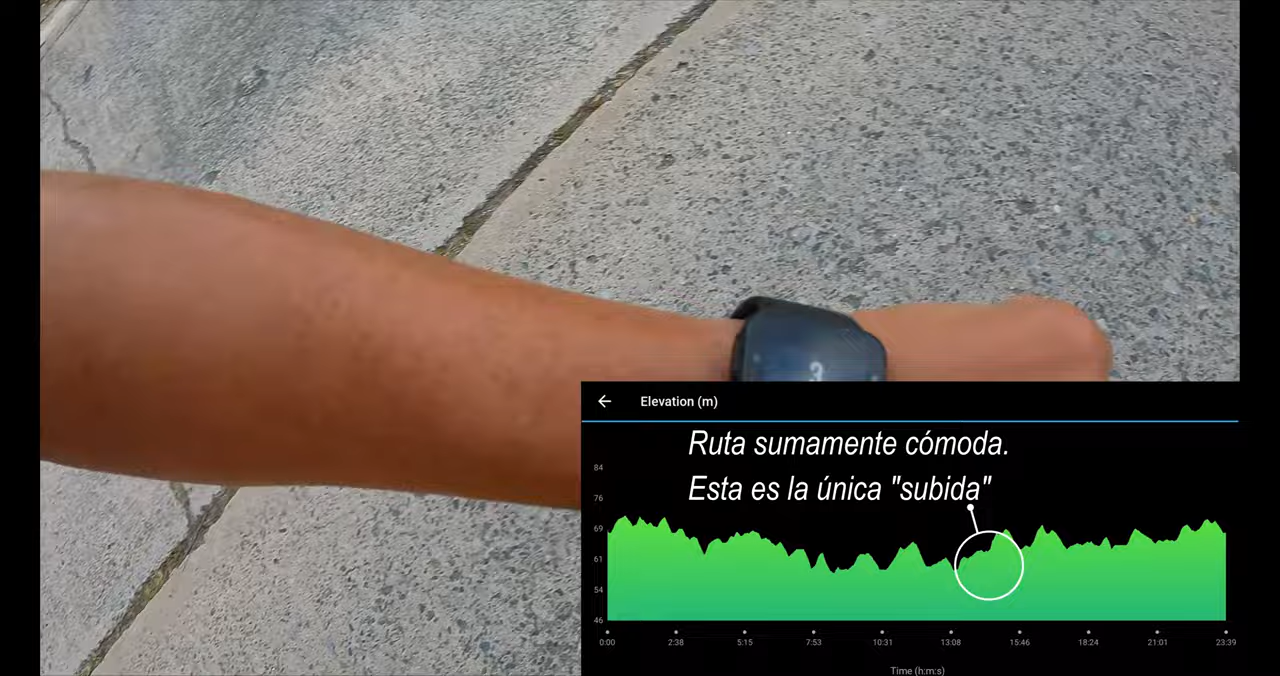 3
Elevation (m)
Ruta sumamente cómoda.
Esta es la única "subida"
84
76
69
61
54
46
0:00 2:38 5:15 7:53 10:31 13:08 15:46 18:24 21:01 23:39
Time (h:m:s)